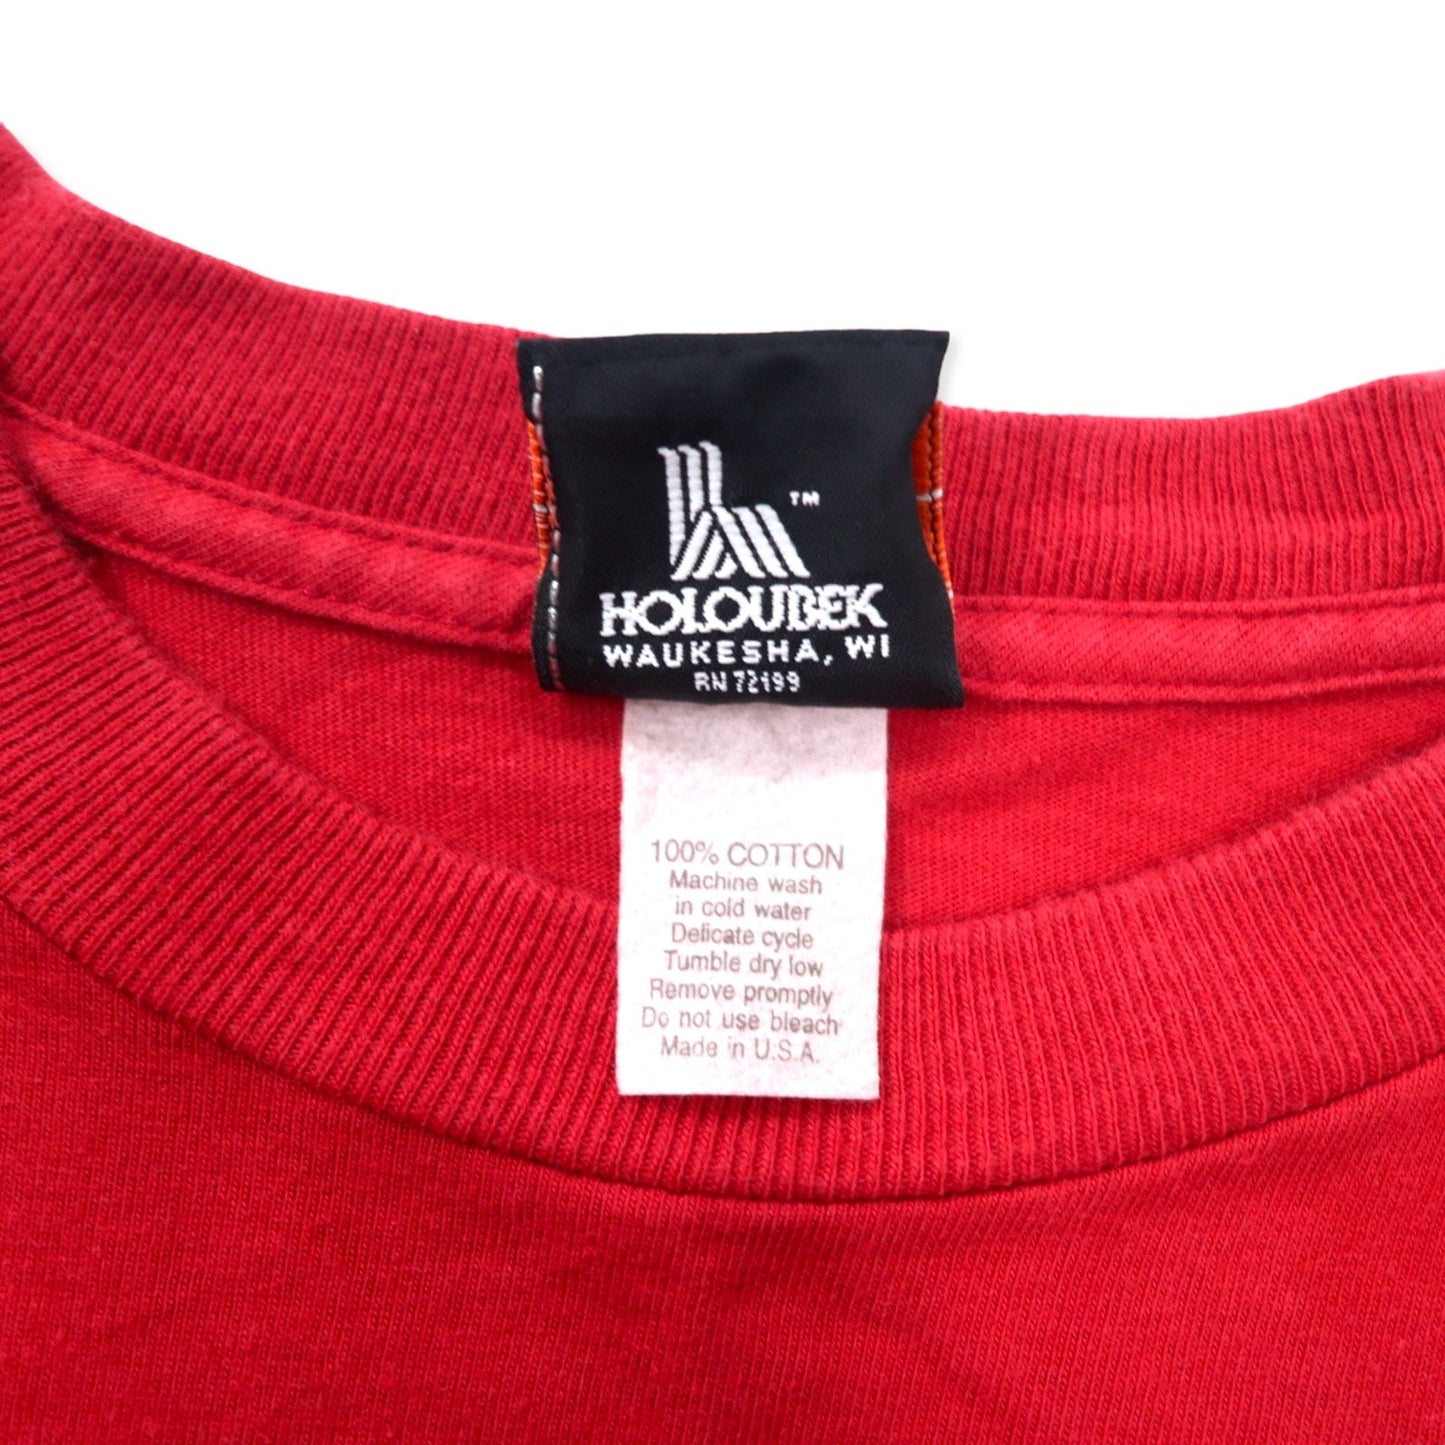 TM
HOLOUBEK
WAUKESHA, WI
RN 72199
100% COTTON
Machine wash
in cold water
Delicate cycle
Tumble dry low
Remove promptly
Do not use bleach
Made in U.S.A.